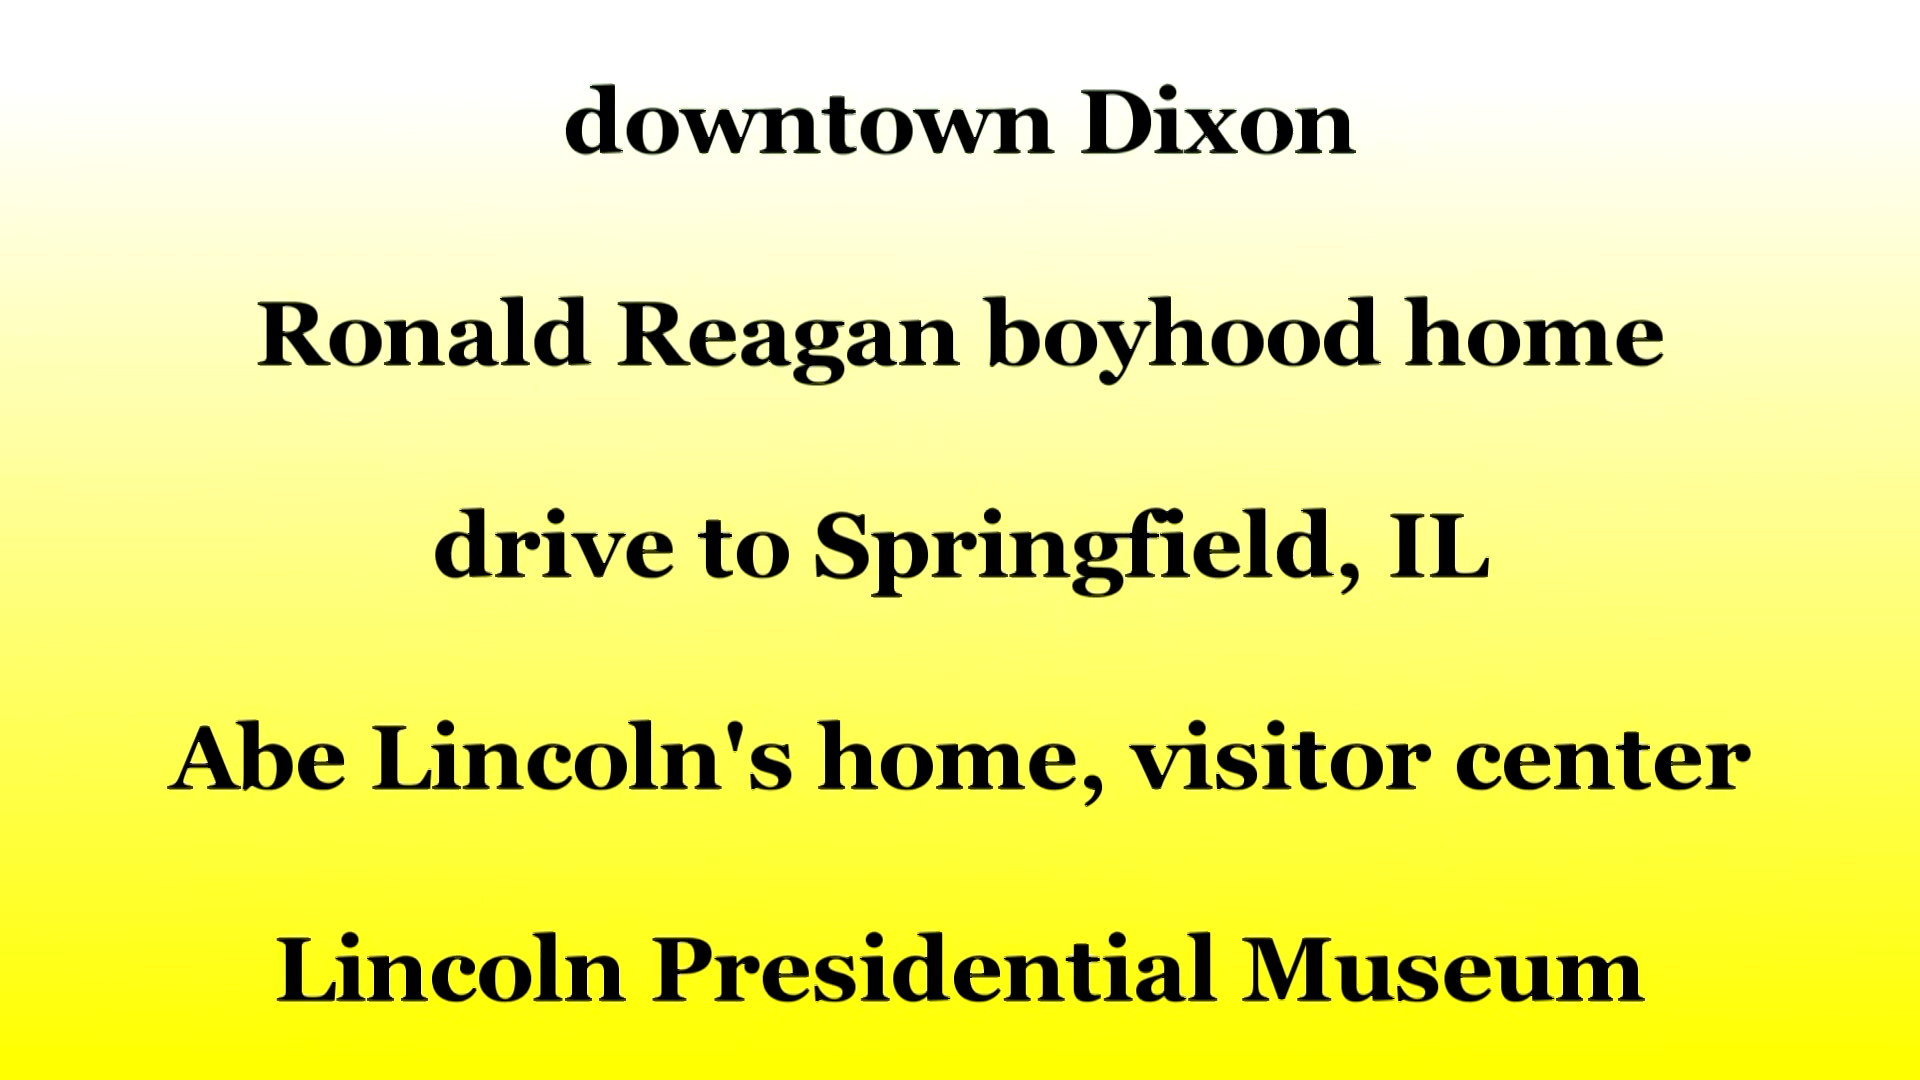 downtown Dixon
Ronald Reagan boyhood home
drive to Springfield, IL
Abe Lincoln's home, visitor center
Lincoln Presidential Museum